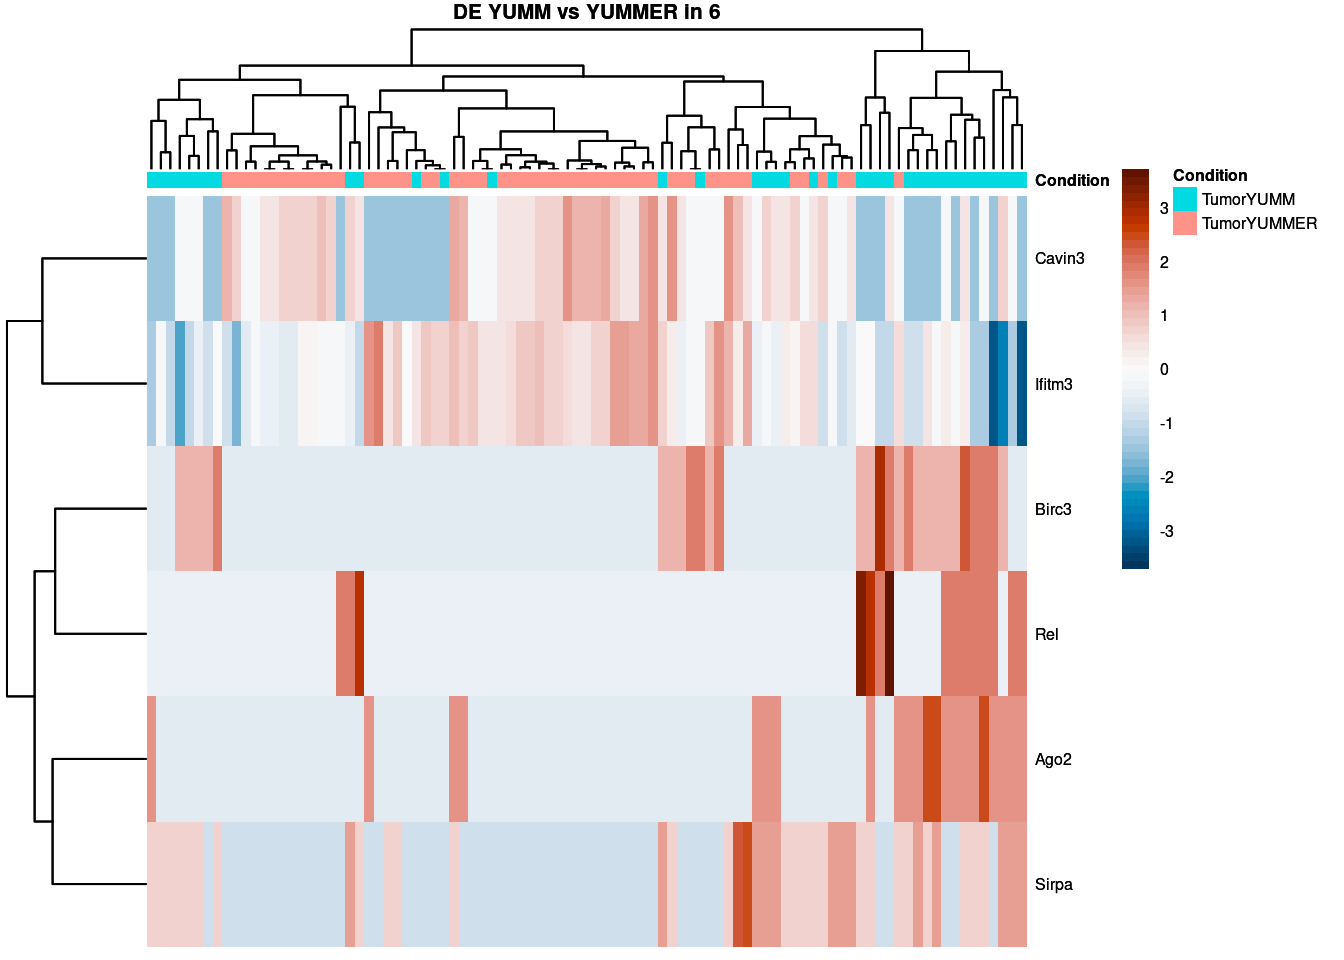 DE YUMM vs YUMMER in 6
Condition
Condition
TumorYUMM
TumorYUMMER
3
2
1
0
-1
-2
-3
Cavin3
Ifitm3
Birc3
Rel
Ago2
Sirpa